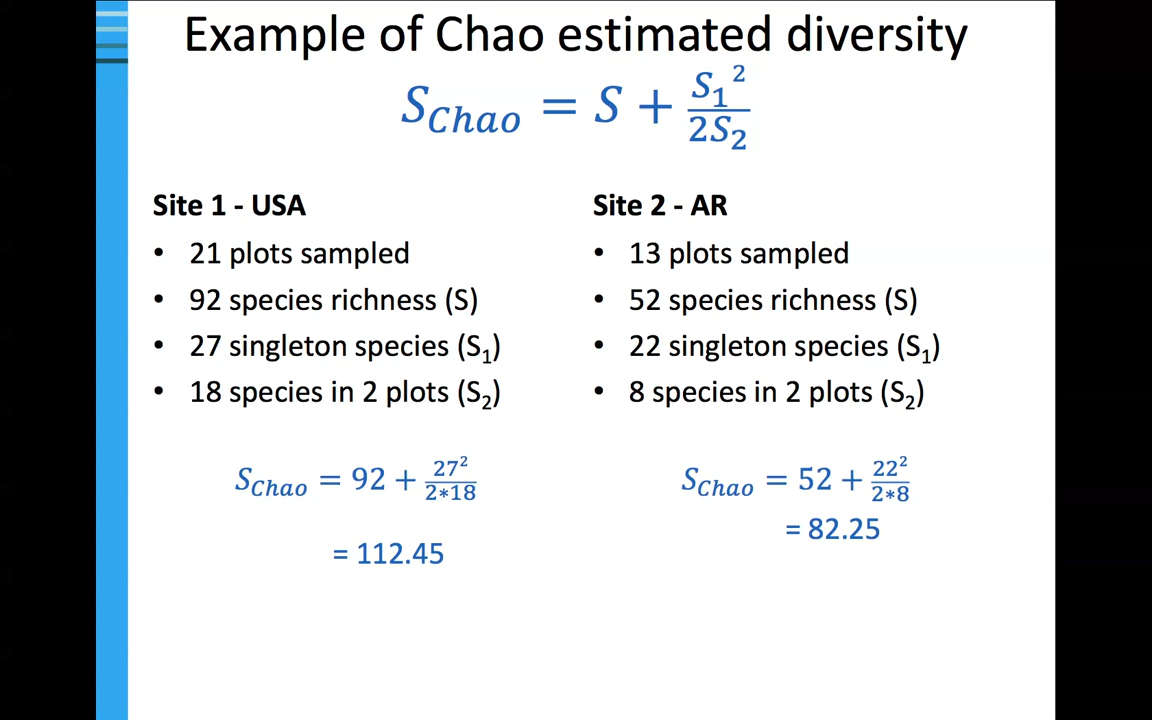 Example of Chao estimated diversity
S_Chao = S + S₁²/2S₂
Site 1 - USA
• 21 plots sampled
• 92 species richness (S)
• 27 singleton species (S₁)
• 18 species in 2 plots (S₂)
S_Chao = 92 + 27²/2*18
= 112.45
Site 2 - AR
• 13 plots sampled
• 52 species richness (S)
• 22 singleton species (S₁)
• 8 species in 2 plots (S₂)
S_Chao = 52 + 22²/2*8
= 82.25